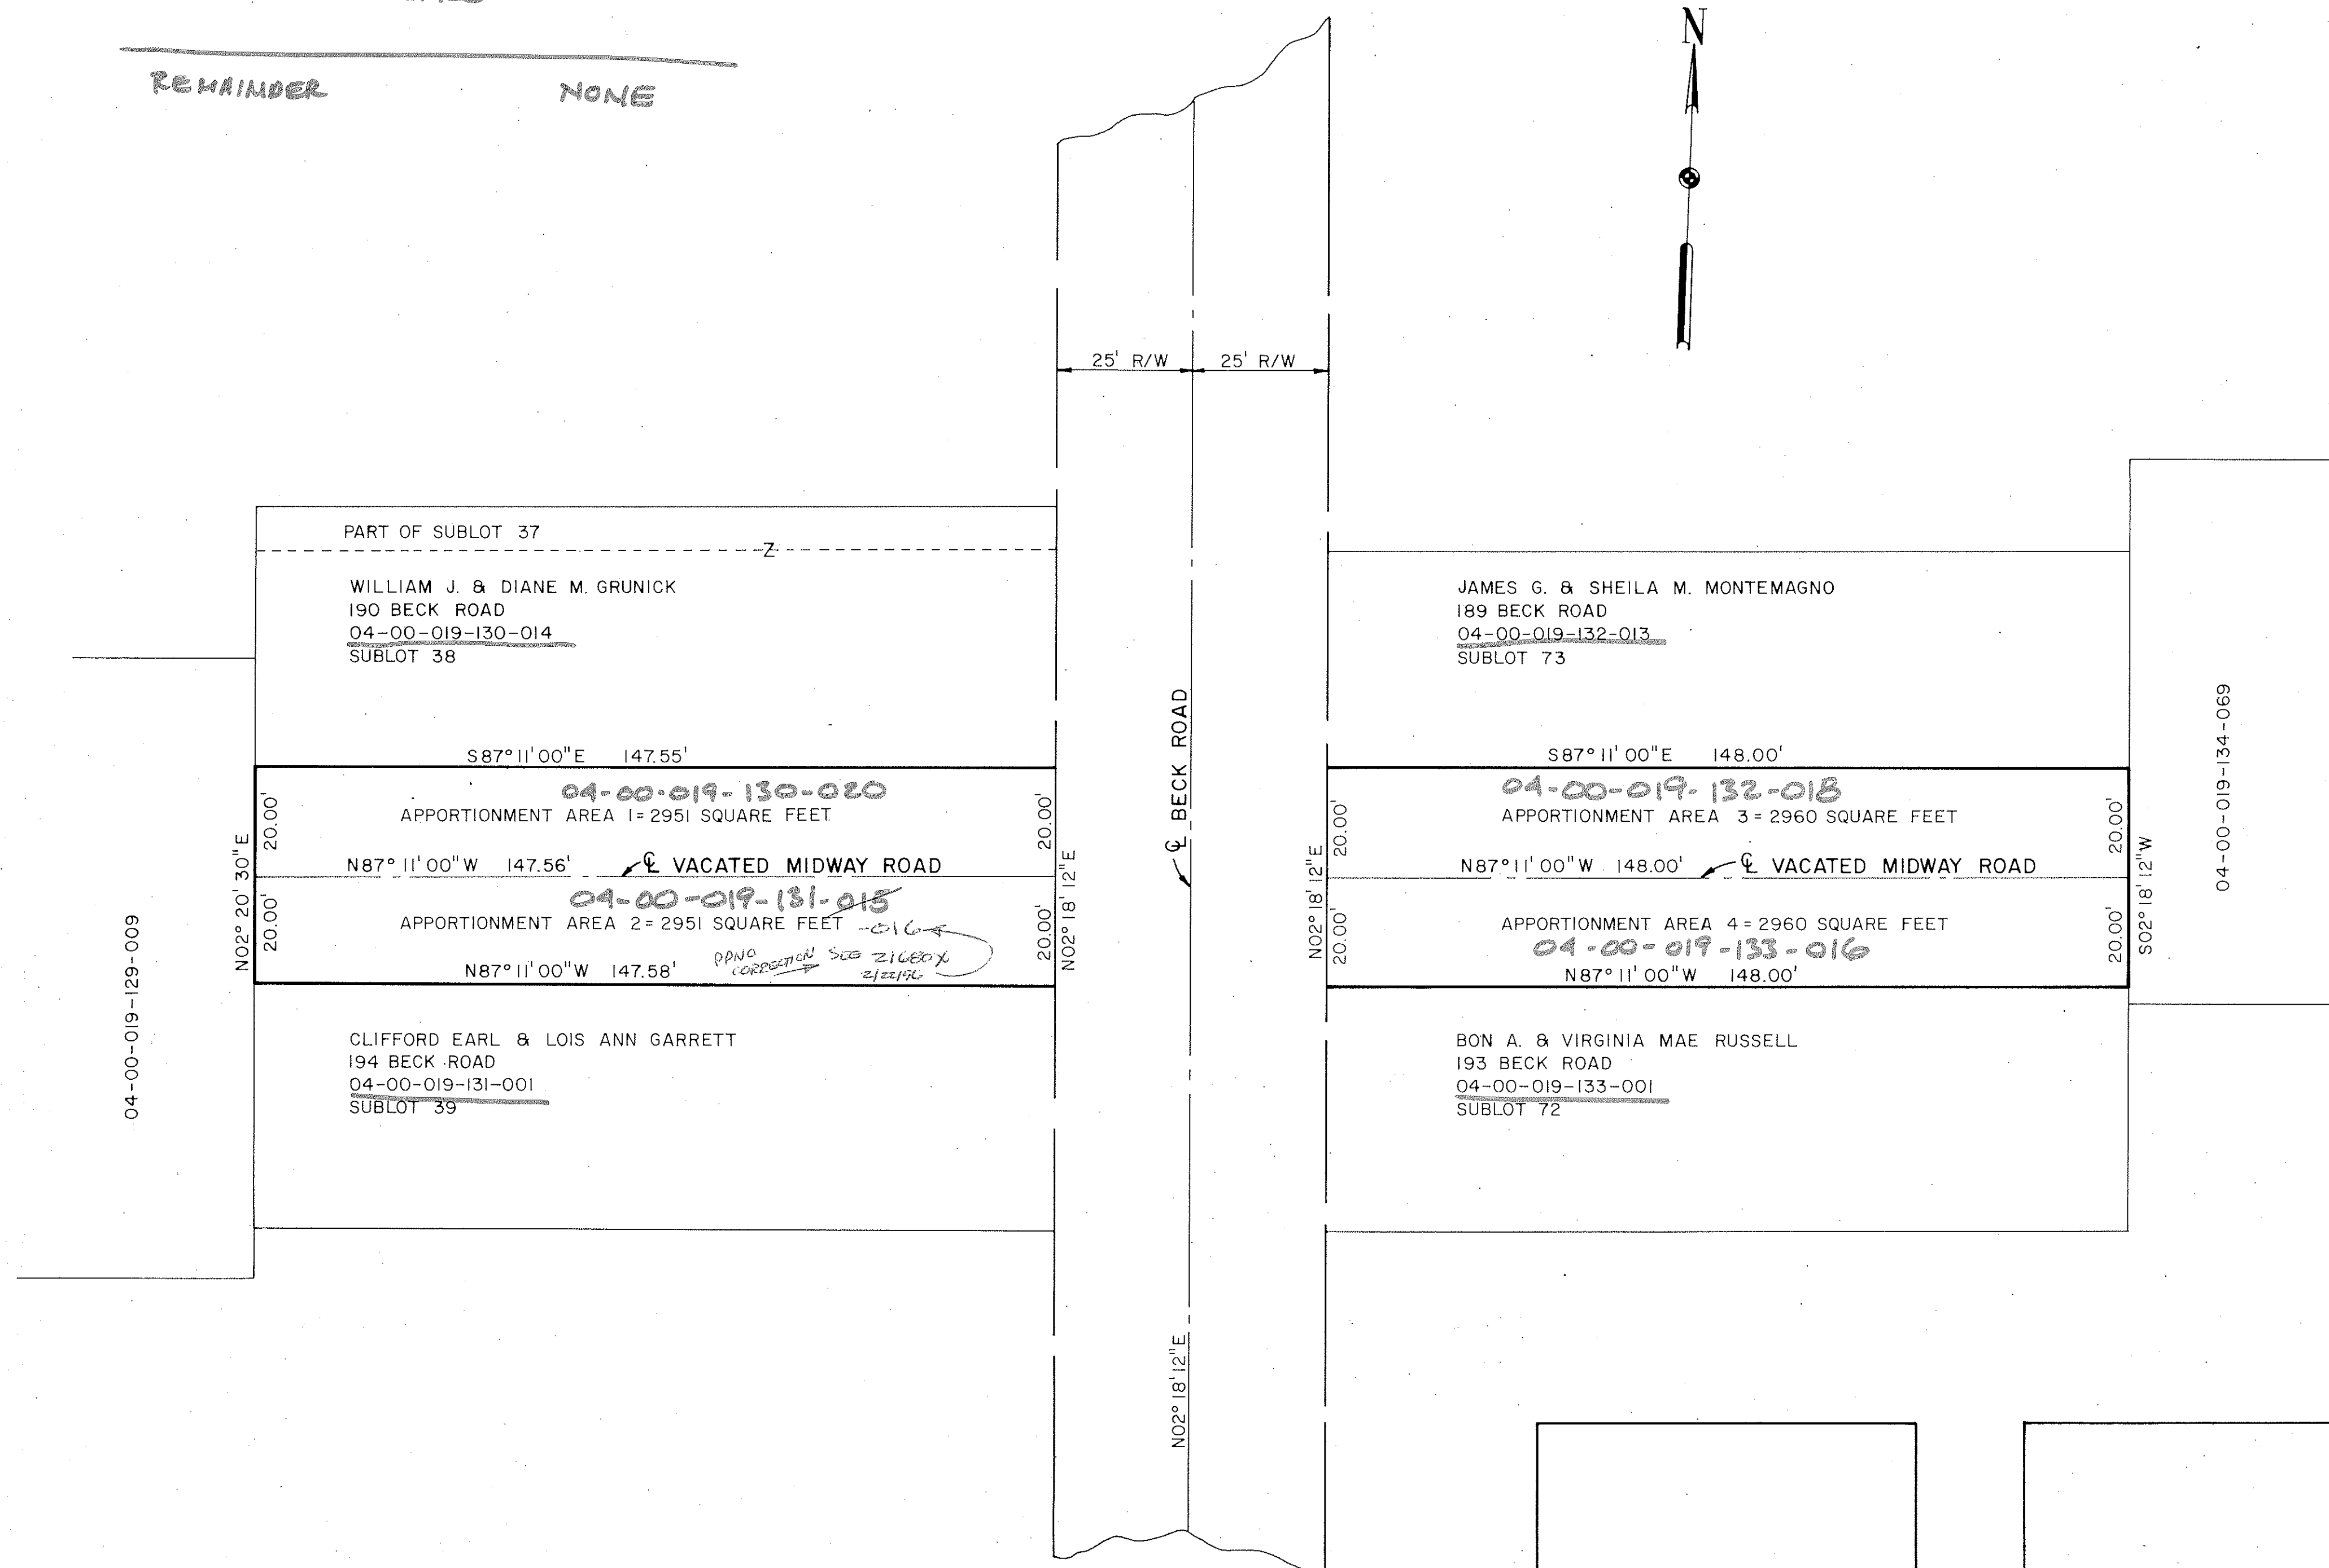 REMAINDER NONE
N
25' R/W 25' R/W
PART OF SUBLOT 37
Z
WILLIAM J. & DIANE M. GRUNICK
190 BECK ROAD
04-00-019-130-014
SUBLOT 38
S87°11'00"E 147.55'
04-00-019-130-020
APPORTIONMENT AREA 1 = 2951 SQUARE FEET
20.00'
20.00'
N87°11'00"W 147.56' ℄ VACATED MIDWAY ROAD
04-00-019-131-015
APPORTIONMENT AREA 2 = 2951 SQUARE FEET -016
20.00'
20.00'
N87°11'00"W 147.58'
PPNO CORRECTION SEE 21680X
2/22/96
N02°20'30"E
N02°18'12"E
04-00-019-129-009
CLIFFORD EARL & LOIS ANN GARRETT
194 BECK ROAD
04-00-019-131-001
SUBLOT 39
℄ BECK ROAD
N02°18'12"E
JAMES G. & SHEILA M. MONTEMAGNO
189 BECK ROAD
04-00-019-132-013
SUBLOT 73
S87°11'00"E 148.00'
04-00-019-132-018
APPORTIONMENT AREA 3 = 2960 SQUARE FEET
20.00'
20.00'
N87°11'00"W 148.00' ℄ VACATED MIDWAY ROAD
APPORTIONMENT AREA 4 = 2960 SQUARE FEET
04-00-019-133-016
20.00'
20.00'
N87°11'00"W 148.00'
N02°18'12"E
S02°18'12"W
04-00-019-134-069
BON A. & VIRGINIA MAE RUSSELL
193 BECK ROAD
04-00-019-133-001
SUBLOT 72